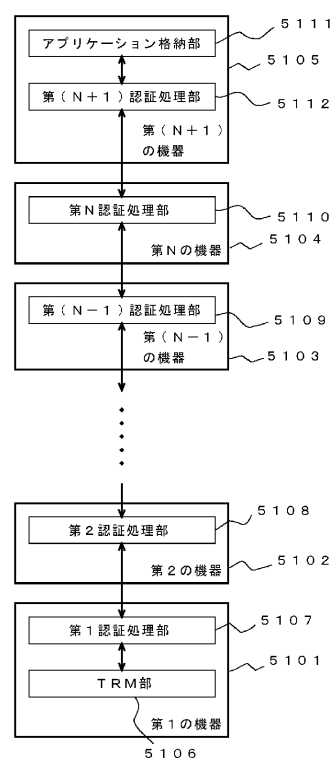 アプリケーション格納部
5111
5105
第(N+1)認証処理部
5112
第(N+1)
の機器
第N認証処理部
5110
第Nの機器
5104
第(N-1)認証処理部
5109
第(N-1)
の機器
5103
第2認証処理部
5108
第2の機器
5102
第1認証処理部
5107
5101
TRM部
第1の機器
5106